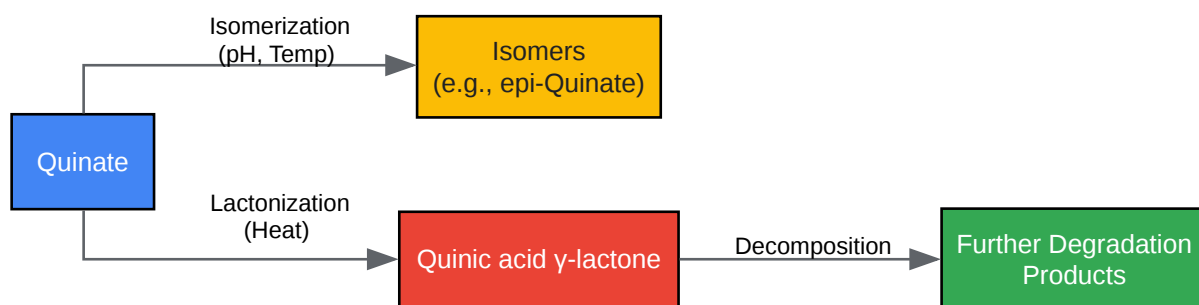 Isomerization
(pH, Temp)
Isomers
(e.g., epi-Quinate)
Quinate
Lactonization
(Heat)
Quinic acid γ-lactone
Decomposition
Further Degradation
Products